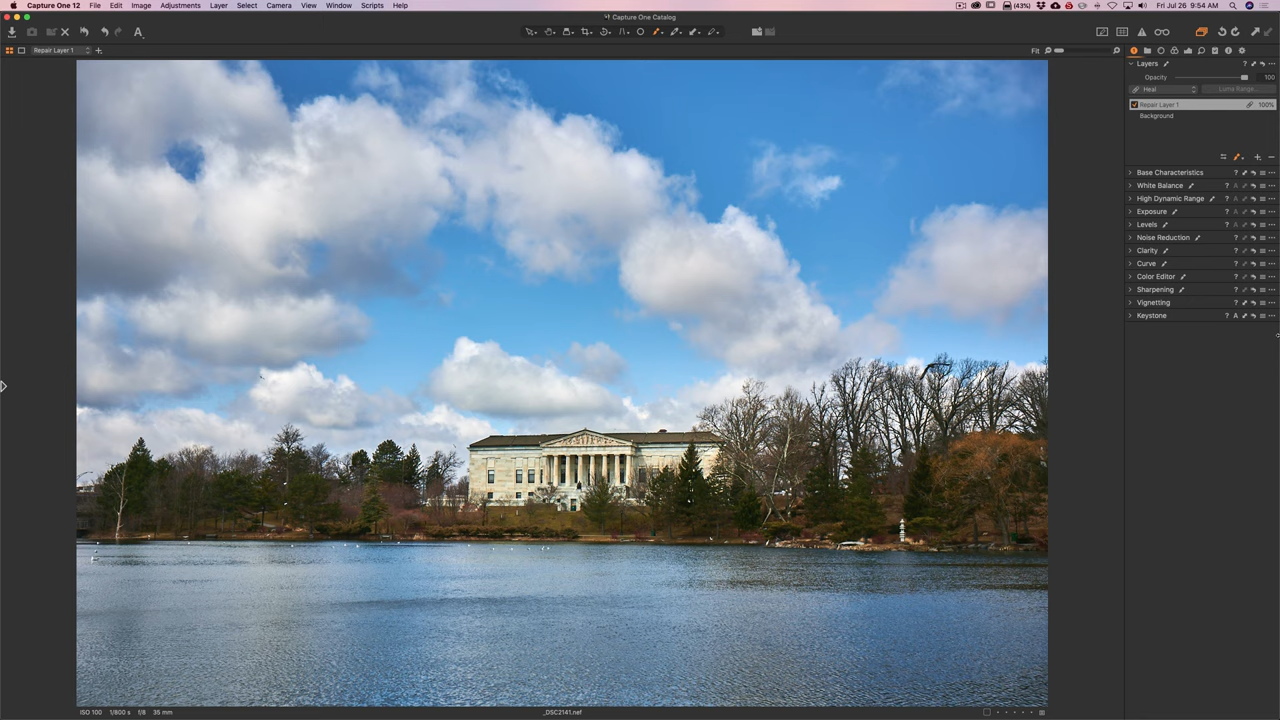 Capture One 12 File Edit Image Adjustments Layer Select Camera View Window Scripts Help (43%) Fri Jul 26 9:54 AM
Capture One Catalog
Repair Layer 1 Fit
Layers
Opacity 100
Heal Luma Range...
Repair Layer 1 100%
Background
Base Characteristics
White Balance
High Dynamic Range
Exposure
Levels
Noise Reduction
Clarity
Curve
Color Editor
Sharpening
Vignetting
Keystone
ISO 100 1/800 s f/8 35 mm _DSC2141.nef